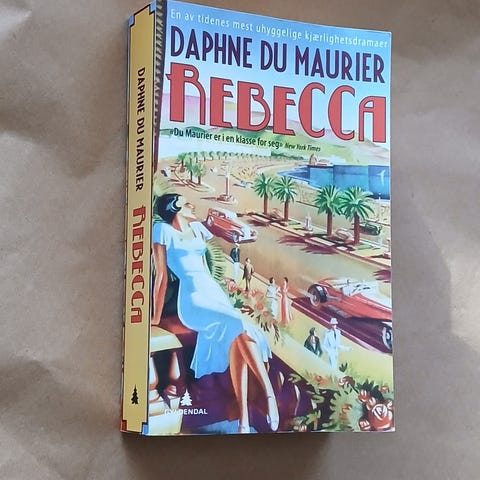 En av tidenes mest uhyggelige kjærlighetsdramaer
DAPHNE DU MAURIER
REBECCA
«Du Maurier er i en klasse for seg» New York Times
GYLDENDAL
DAPHNE DU MAURIER
REBECCA